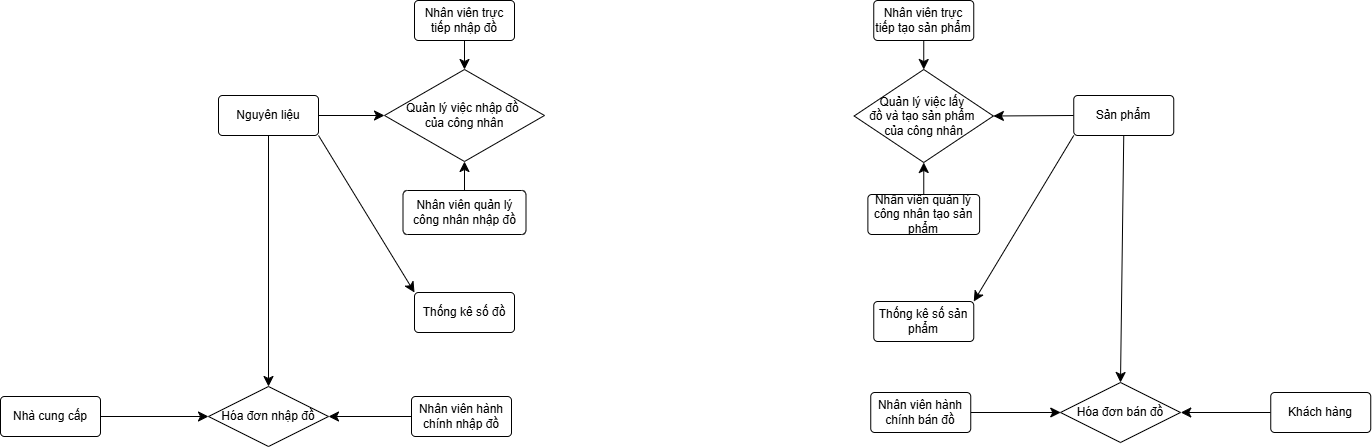 Nhân viên trực
tiếp nhập đồ
Nhân viên trực
tiếp tạo sản phẩm
Nguyên liệu
Quản lý việc nhập đồ
của công nhân
Quản lý việc lấy
đồ và tạo sản phẩm
của công nhân
Sản phẩm
Nhân viên quản lý
công nhân nhập đồ
Nhân viên quản lý
công nhân tạo sản
phẩm
Thống kê số đồ
Thống kê số sản
phẩm
Nhà cung cấp
Hóa đơn nhập đồ
Nhân viên hành
chính nhập đồ
Nhân viên hành
chính bán đồ
Hóa đơn bán đồ
Khách hàng